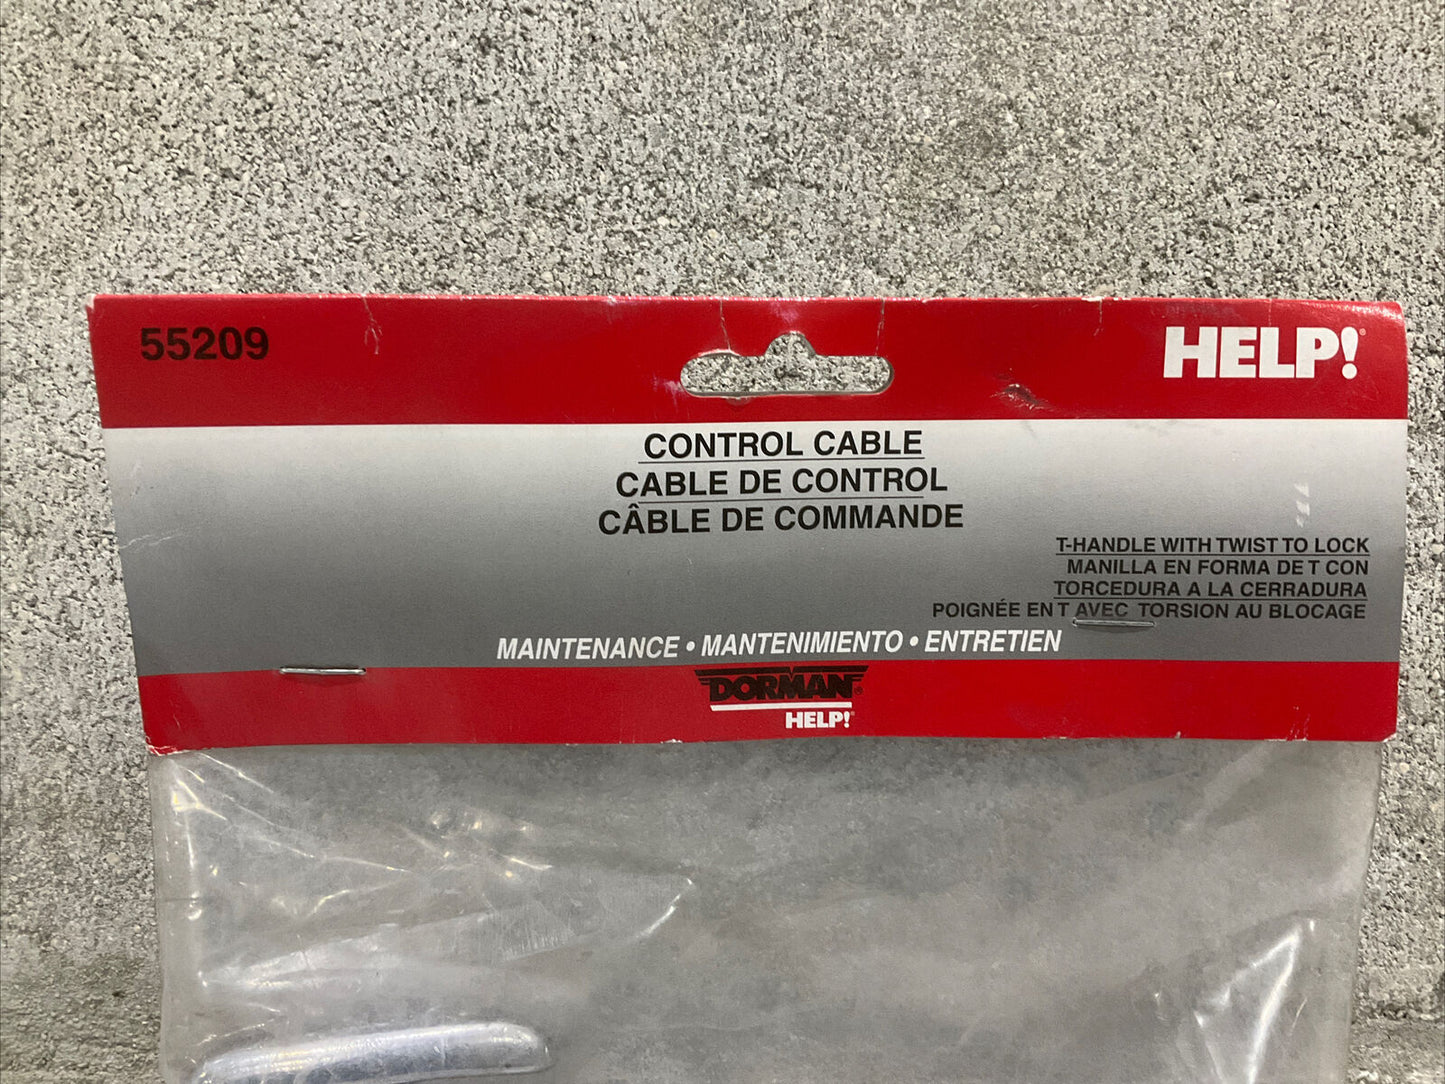 55209
HELP!®
CONTROL CABLE
CABLE DE CONTROL
CÂBLE DE COMMANDE
T-HANDLE WITH TWIST TO LOCK
MANILLA EN FORMA DE T CON
TORCEDURA A LA CERRADURA
POIGNÉE EN T AVEC TORSION AU BLOCAGE
MAINTENANCE • MANTENIMIENTO • ENTRETIEN
DORMAN®
HELP!®